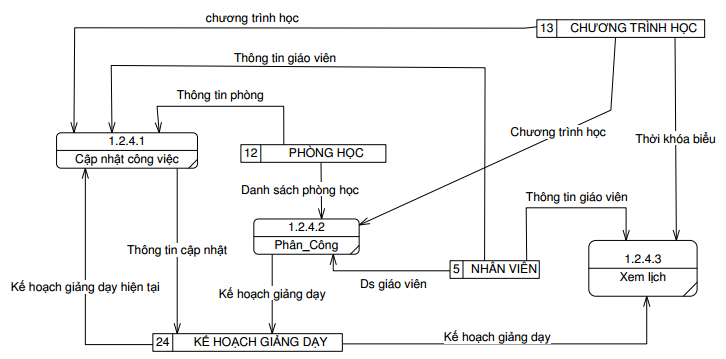 chương trình học
13 CHƯƠNG TRÌNH HỌC
Thông tin giáo viên
Thông tin phòng
Chương trình học
Thời khóa biểu
1.2.4.1
Cập nhật công việc
12 PHÒNG HỌC
Danh sách phòng học
Thông tin giáo viên
1.2.4.2
Phân_Công
Thông tin cập nhật
1.2.4.3
Xem lịch
5 NHÂN VIÊN
Ds giáo viên
Kế hoạch giảng dạy hiện tại
Kế hoạch giảng dạy
24 KẾ HOẠCH GIẢNG DẠY
Kế hoạch giảng dạy